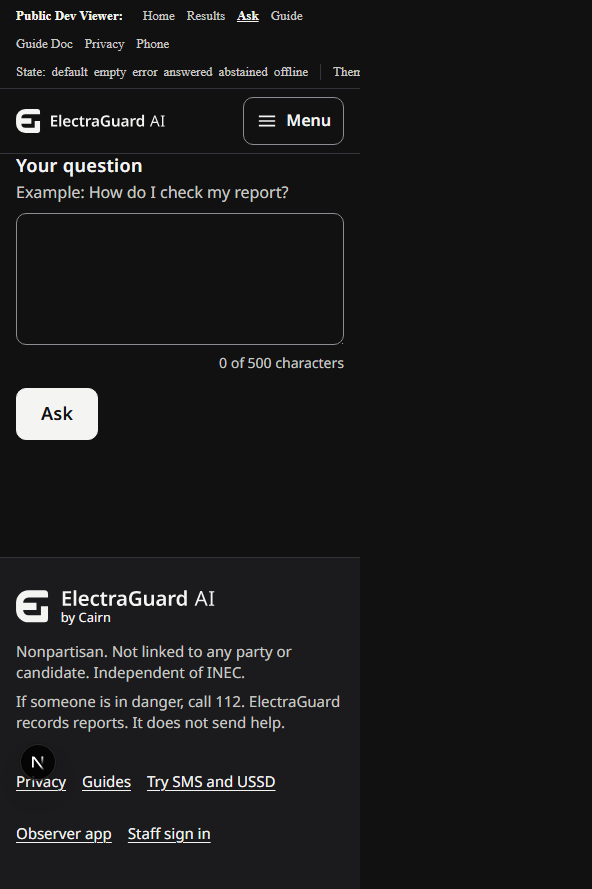 Public Dev Viewer: Home Results Ask Guide
Guide Doc Privacy Phone
State: default empty error answered abstained offline Them
ElectraGuard AI
Menu
Your question
Example: How do I check my report?
0 of 500 characters
Ask
ElectraGuard AI
by Cairn
Nonpartisan. Not linked to any party or
candidate. Independent of INEC.
If someone is in danger, call 112. ElectraGuard
records reports. It does not send help.
N
Privacy Guides Try SMS and USSD
Observer app Staff sign in